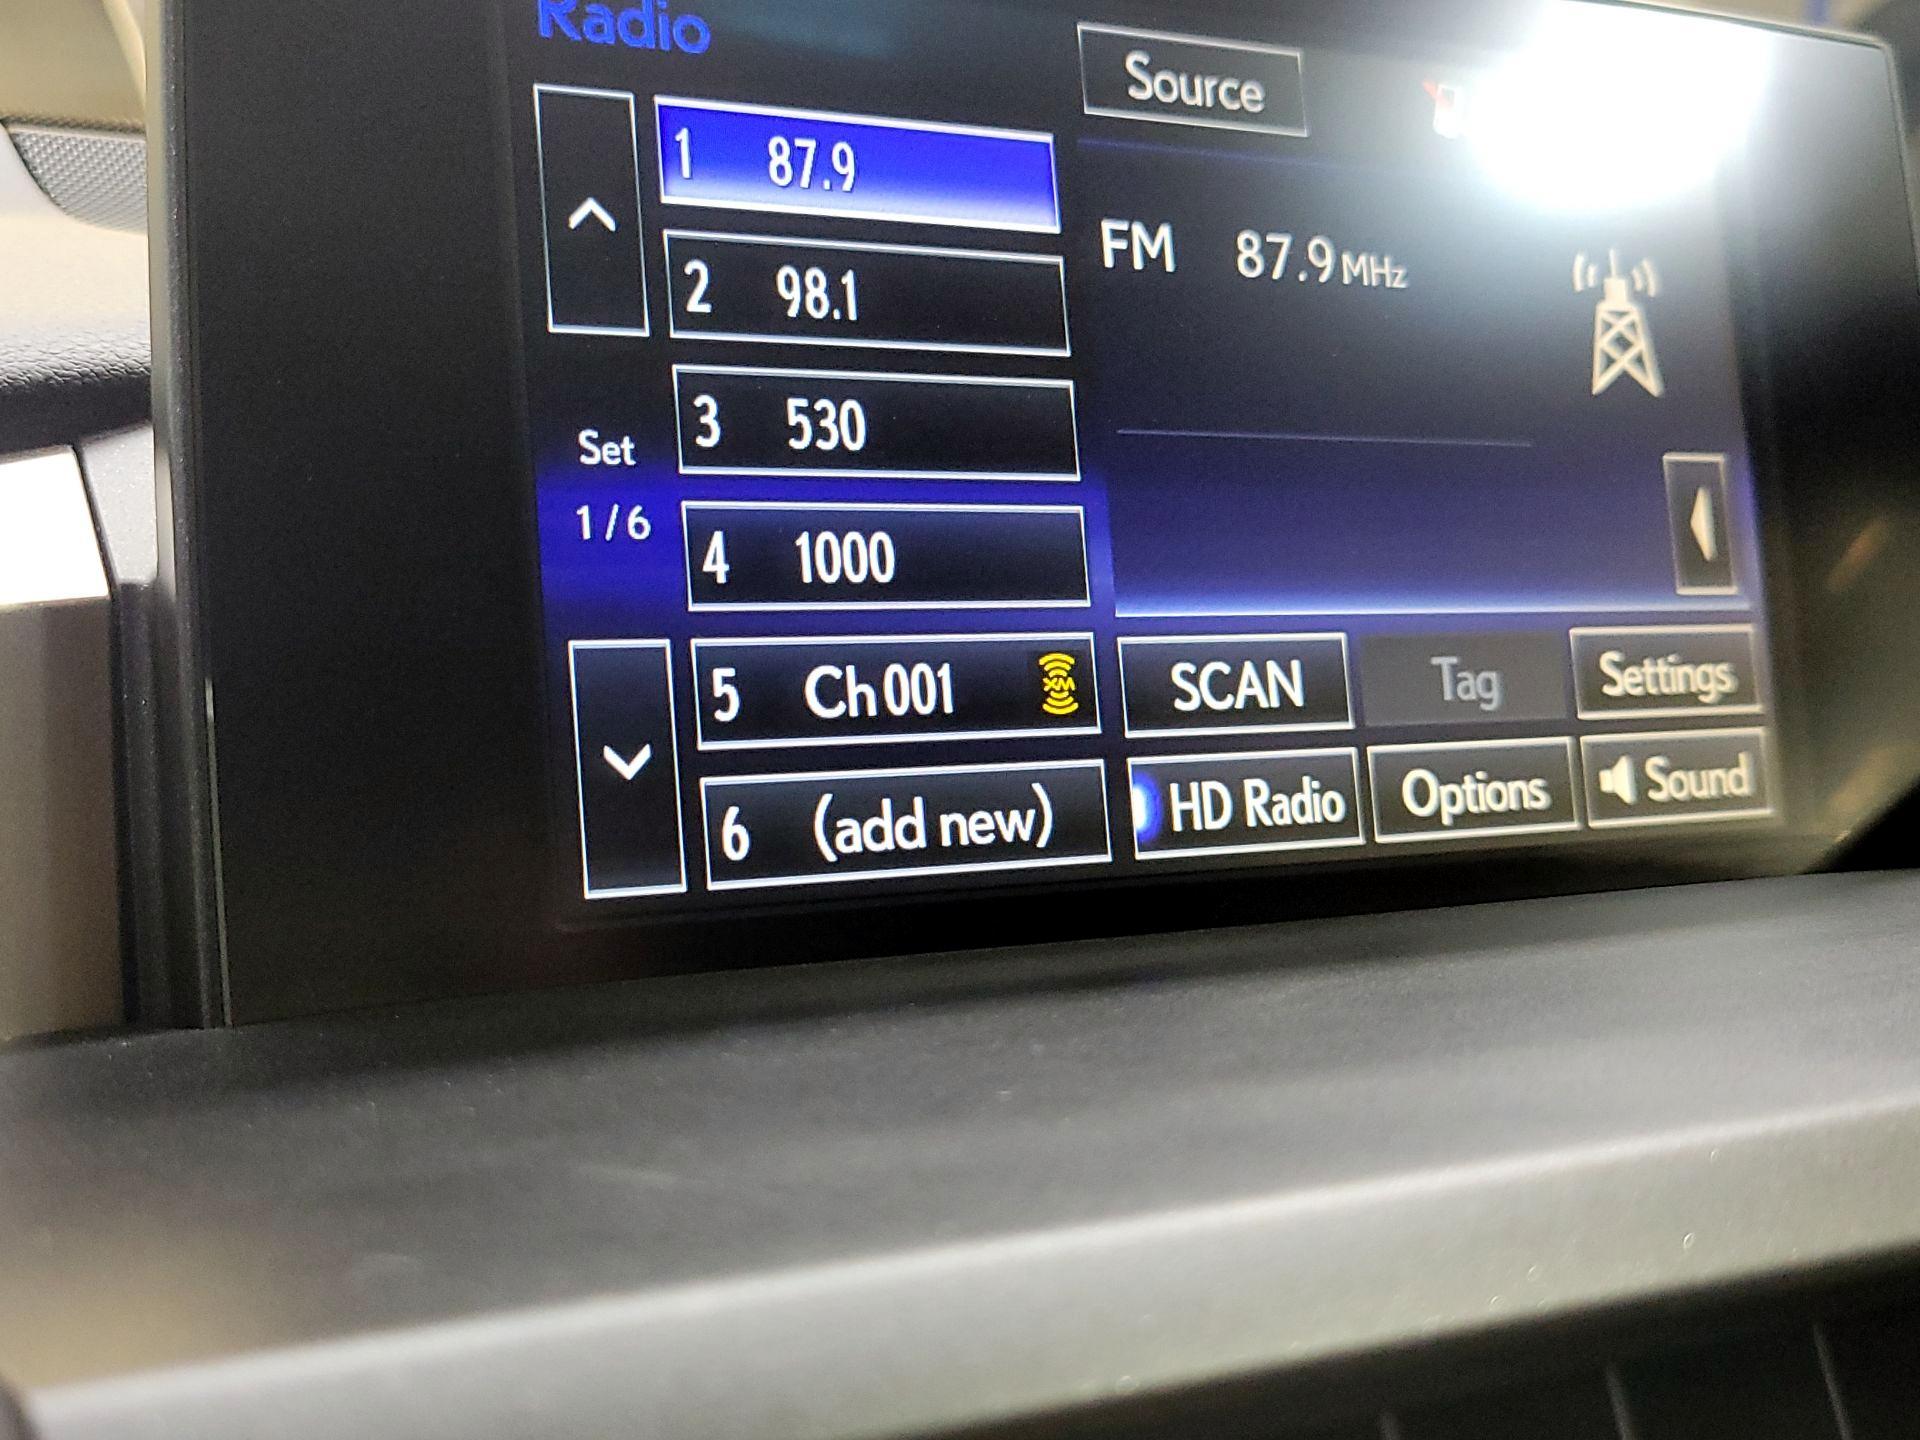 Radio
Source
1 87.9
2 98.1
3 530
4 1000
5 Ch 001 XM
6 (add new)
Set
1/6
FM 87.9 MHz
SCAN
Tag
Settings
HD Radio
Options
Sound